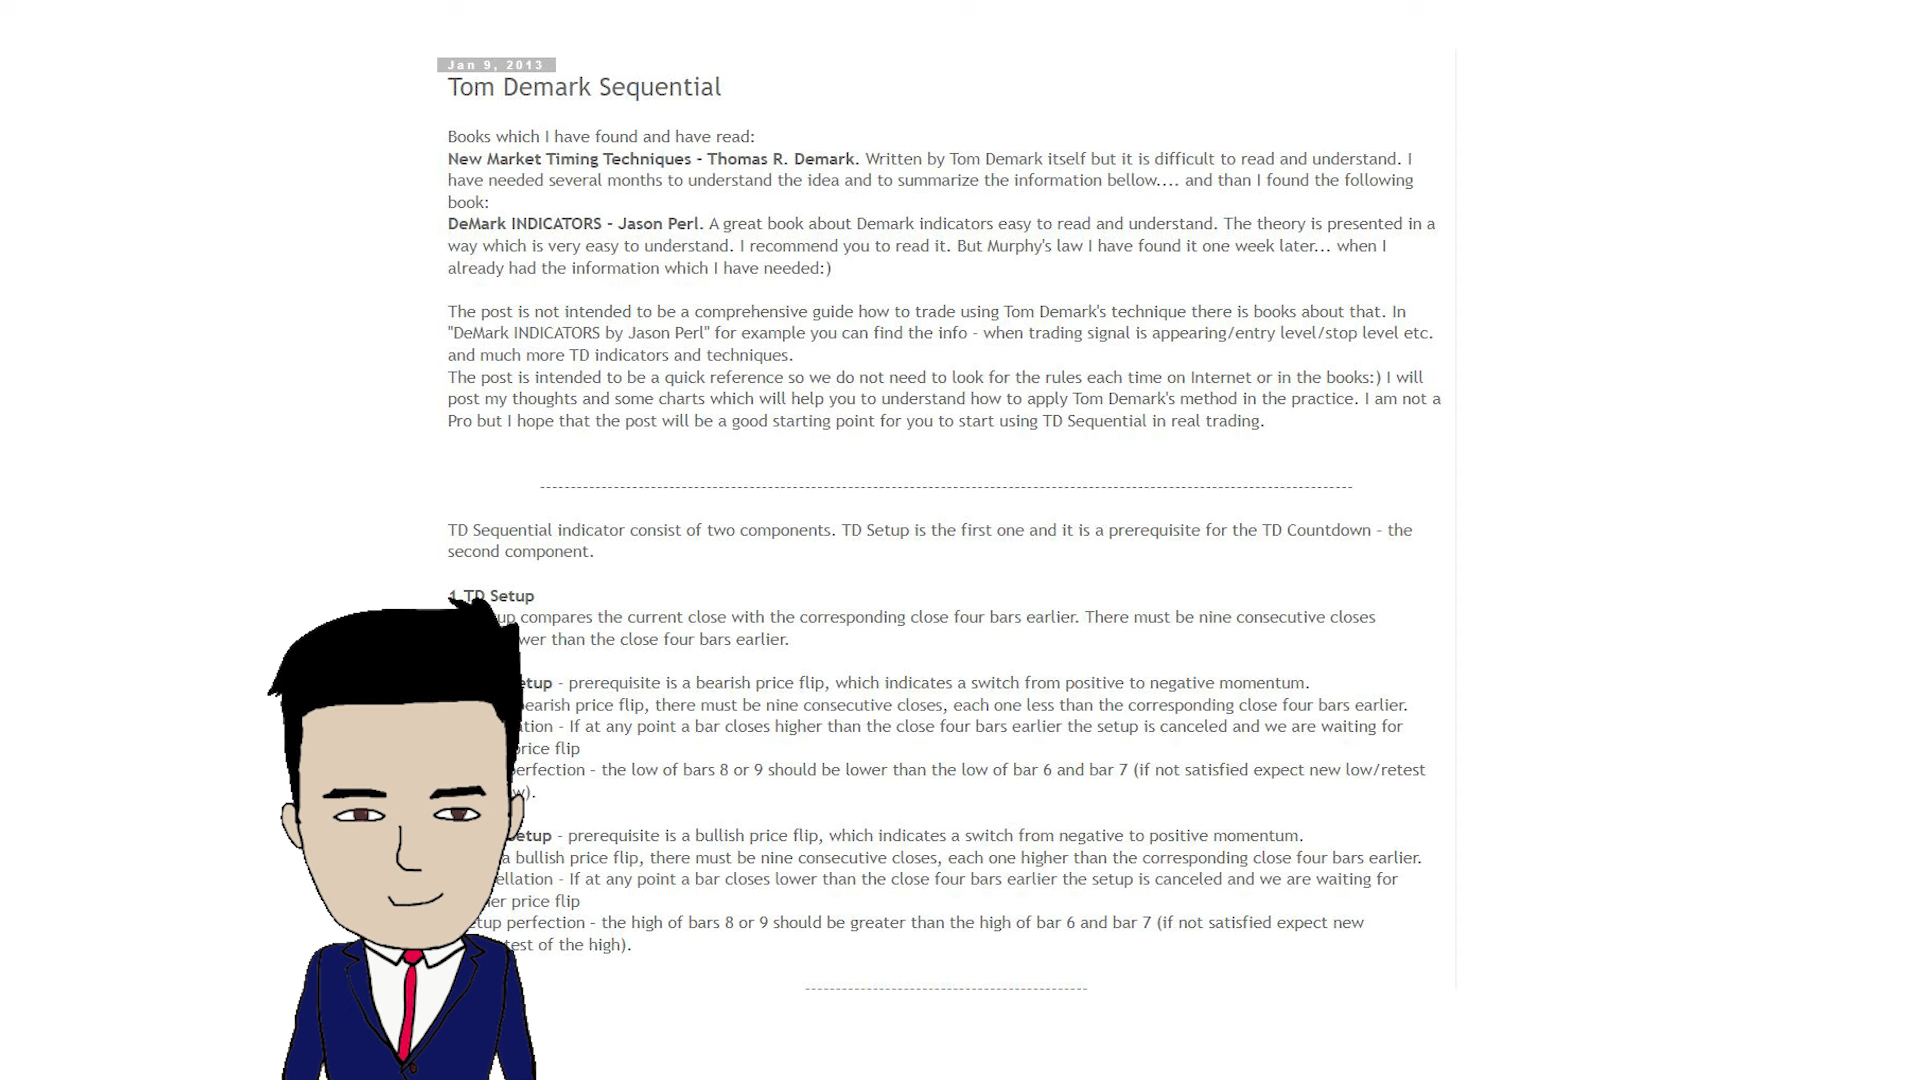 Jan 9, 2013
Tom Demark Sequential
Books which I have found and have read:
New Market Timing Techniques - Thomas R. Demark. Written by Tom Demark itself but it is difficult to read and understand. I
have needed several months to understand the idea and to summarize the information bellow.... and than I found the following
book:
DeMark INDICATORS - Jason Perl. A great book about Demark indicators easy to read and understand. The theory is presented in a
way which is very easy to understand. I recommend you to read it. But Murphy's law I have found it one week later... when I
already had the information which I have needed:)
The post is not intended to be a comprehensive guide how to trade using Tom Demark's technique there is books about that. In
"DeMark INDICATORS by Jason Perl" for example you can find the info - when trading signal is appearing/entry level/stop level etc.
and much more TD indicators and techniques.
The post is intended to be a quick reference so we do not need to look for the rules each time on Internet or in the books:) I will
post my thoughts and some charts which will help you to understand how to apply Tom Demark's method in the practice. I am not a
Pro but I hope that the post will be a good starting point for you to start using TD Sequential in real trading.
TD Sequential indicator consist of two components. TD Setup is the first one and it is a prerequisite for the TD Countdown - the
second component.
1 TD Setup
up compares the current close with the corresponding close four bars earlier. There must be nine consecutive closes
wer than the close four bars earlier.
etup - prerequisite is a bearish price flip, which indicates a switch from positive to negative momentum.
earish price flip, there must be nine consecutive closes, each one less than the corresponding close four bars earlier.
ation - If at any point a bar closes higher than the close four bars earlier the setup is canceled and we are waiting for
price flip
erfection - the low of bars 8 or 9 should be lower than the low of bar 6 and bar 7 (if not satisfied expect new low/retest
w).
etup - prerequisite is a bullish price flip, which indicates a switch from negative to positive momentum.
a bullish price flip, there must be nine consecutive closes, each one higher than the corresponding close four bars earlier.
ellation - If at any point a bar closes lower than the close four bars earlier the setup is canceled and we are waiting for
er price flip
etup perfection - the high of bars 8 or 9 should be greater than the high of bar 6 and bar 7 (if not satisfied expect new
test of the high).